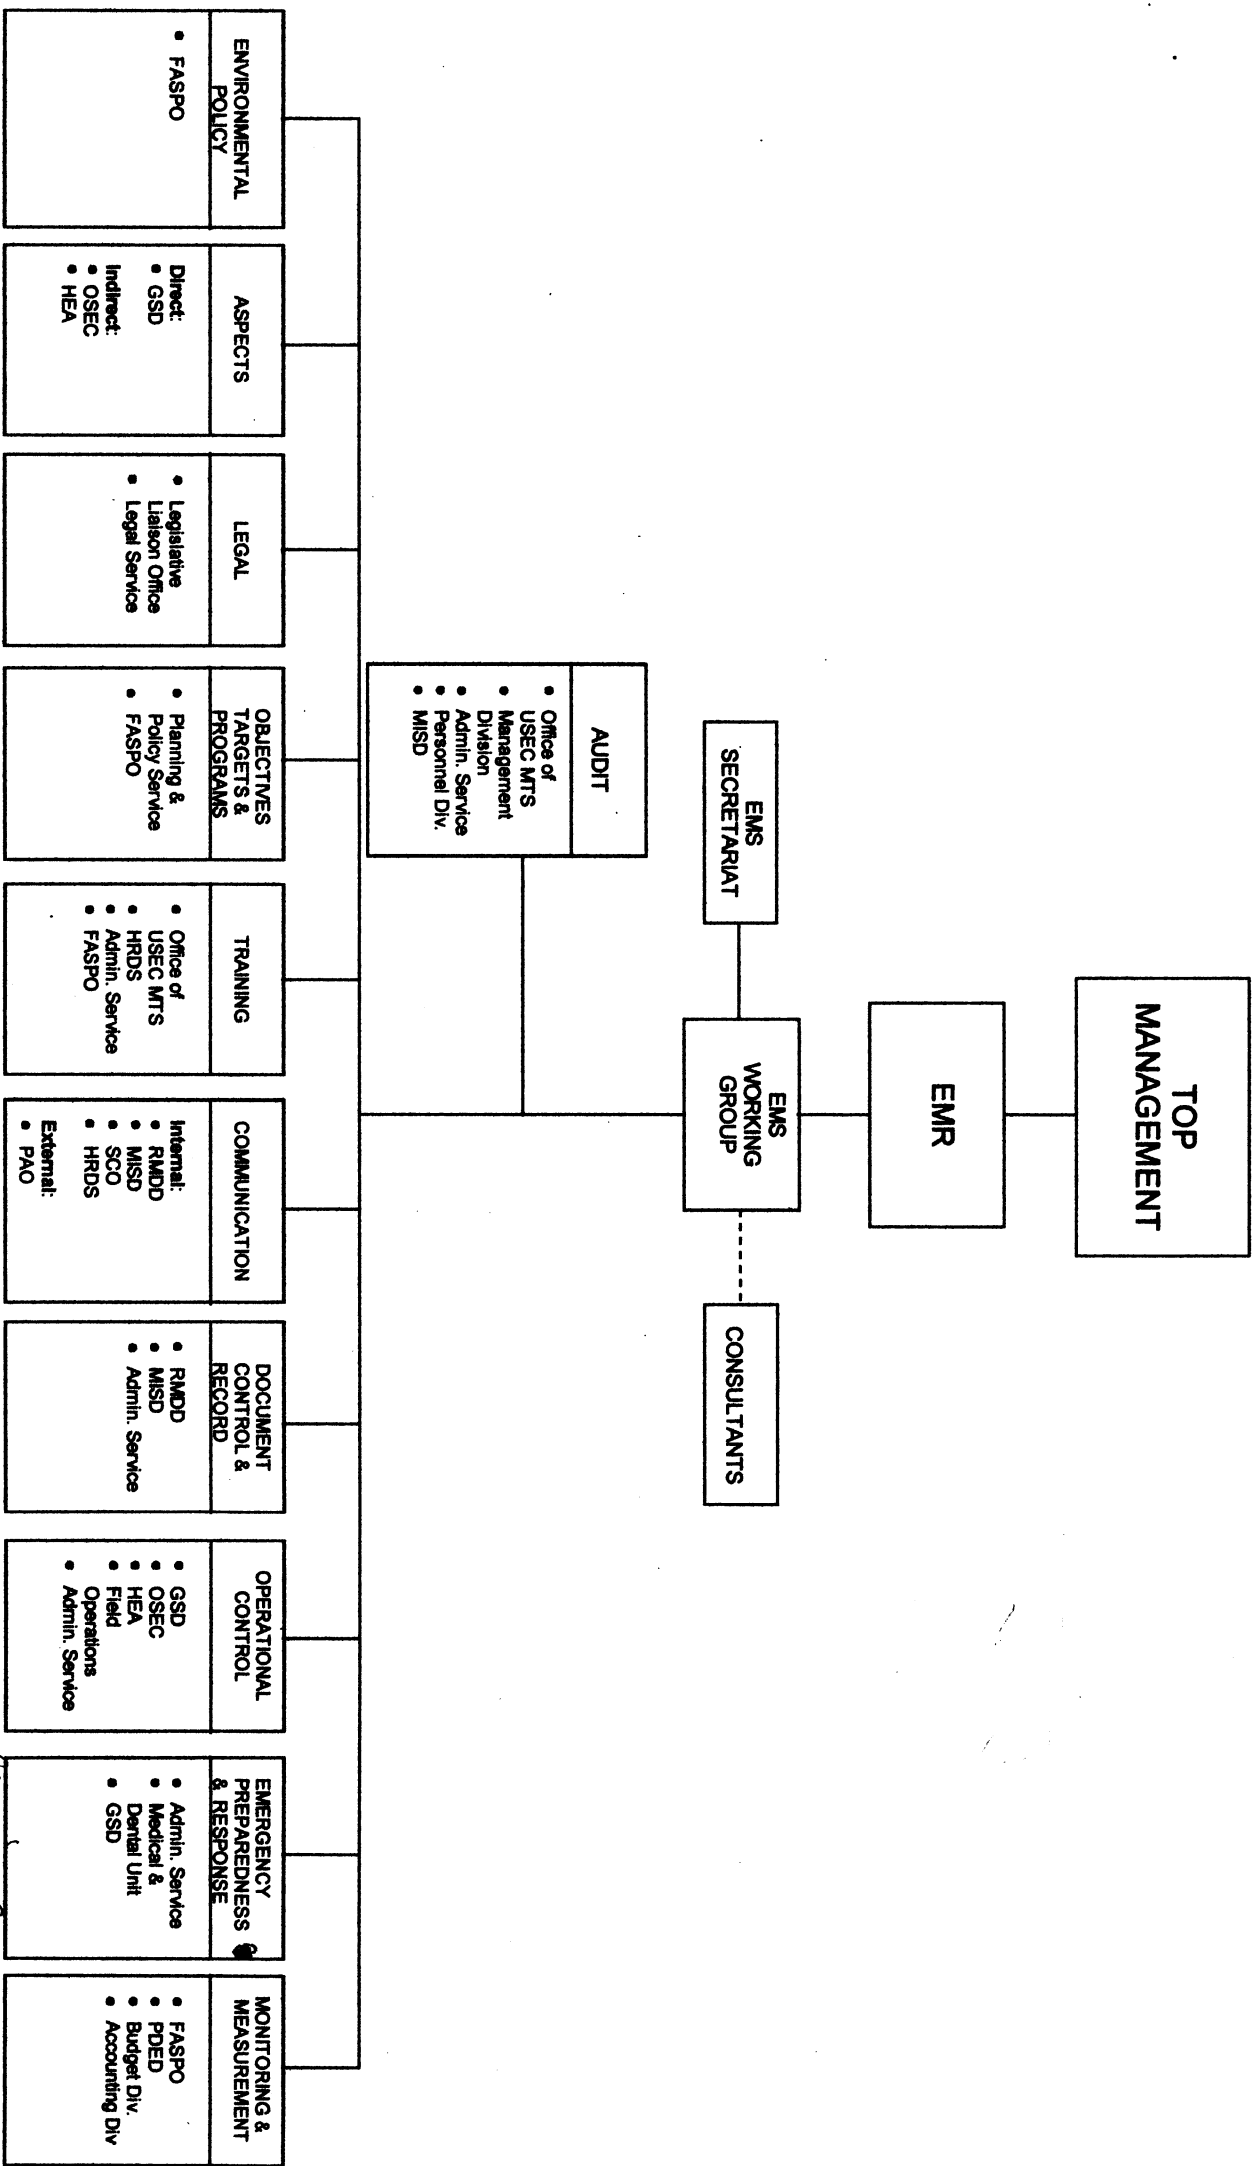 TOP
MANAGEMENT
EMR
EMS
SECRETARIAT
EMS
WORKING
GROUP
CONSULTANTS
AUDIT
• Office of
USEC MTS
• Management
Division
• Admin. Service
• Personnel Div.
• MISD
ENVIRONMENTAL
POLICY
• FASPO
ASPECTS
Direct:
• GSD
Indirect:
• OSEC
• HEA
LEGAL
• Legislative
Liaison Office
• Legal Service
OBJECTIVES
TARGETS &
PROGRAMS
• Planning &
Policy Service
• FASPO
TRAINING
• Office of
USEC MTS
• HRDS
• Admin. Service
• FASPO
COMMUNICATION
Internal:
• RMDD
• MISD
• SCO
• HRDS
External:
• PAO
DOCUMENT
CONTROL &
RECORD
• RMDD
• MISD
• Admin. Service
OPERATIONAL
CONTROL
• GSD
• OSEC
• HEA
• Field
Operations
• Admin. Service
EMERGENCY
PREPAREDNESS
& RESPONSE
• Admin. Service
• Medical &
Dental Unit
• GSD
MONITORING &
MEASUREMENT
• FASPO
• PDED
• Budget Div.
• Accounting Div